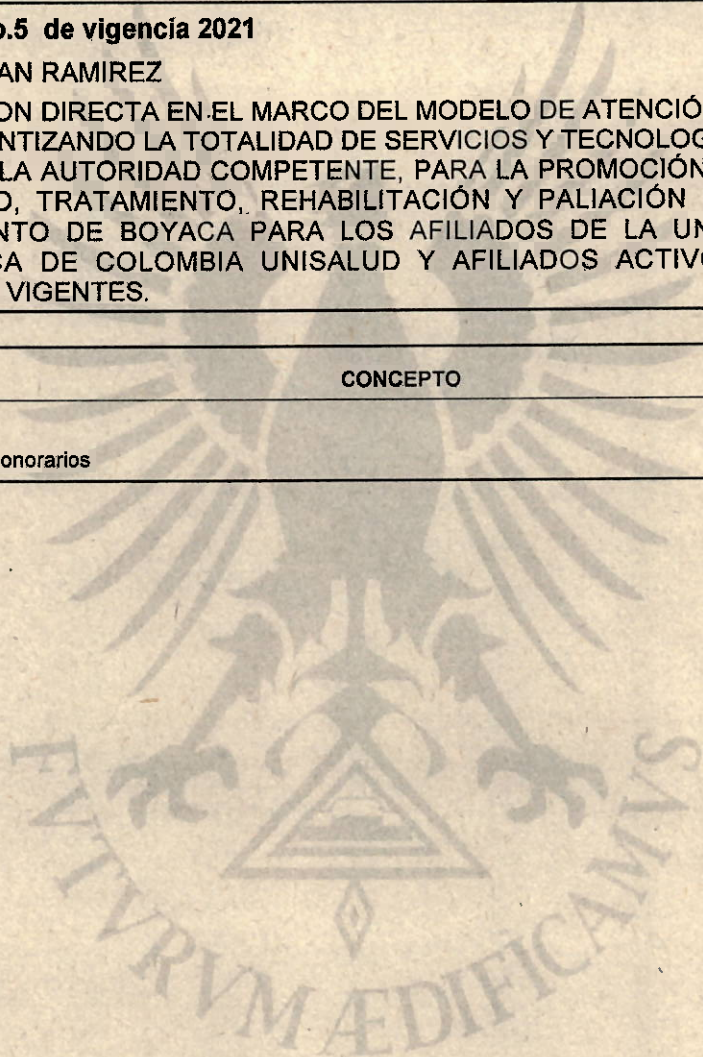 o.5 de vigencia 2021
AN RAMIREZ
ON DIRECTA EN EL MARCO DEL MODELO DE ATENCIÓ
NTIZANDO LA TOTALIDAD DE SERVICIOS Y TECNOLOG
LA AUTORIDAD COMPETENTE, PARA LA PROMOCIÓN
D, TRATAMIENTO, REHABILITACIÓN Y PALIACIÓN
NTO DE BOYACA PARA LOS AFILIADOS DE LA UN
CA DE COLOMBIA UNISALUD Y AFILIADOS ACTIV
VIGENTES.
CONCEPTO
onorarios
FVTVRVM ÆDIFICAMVS